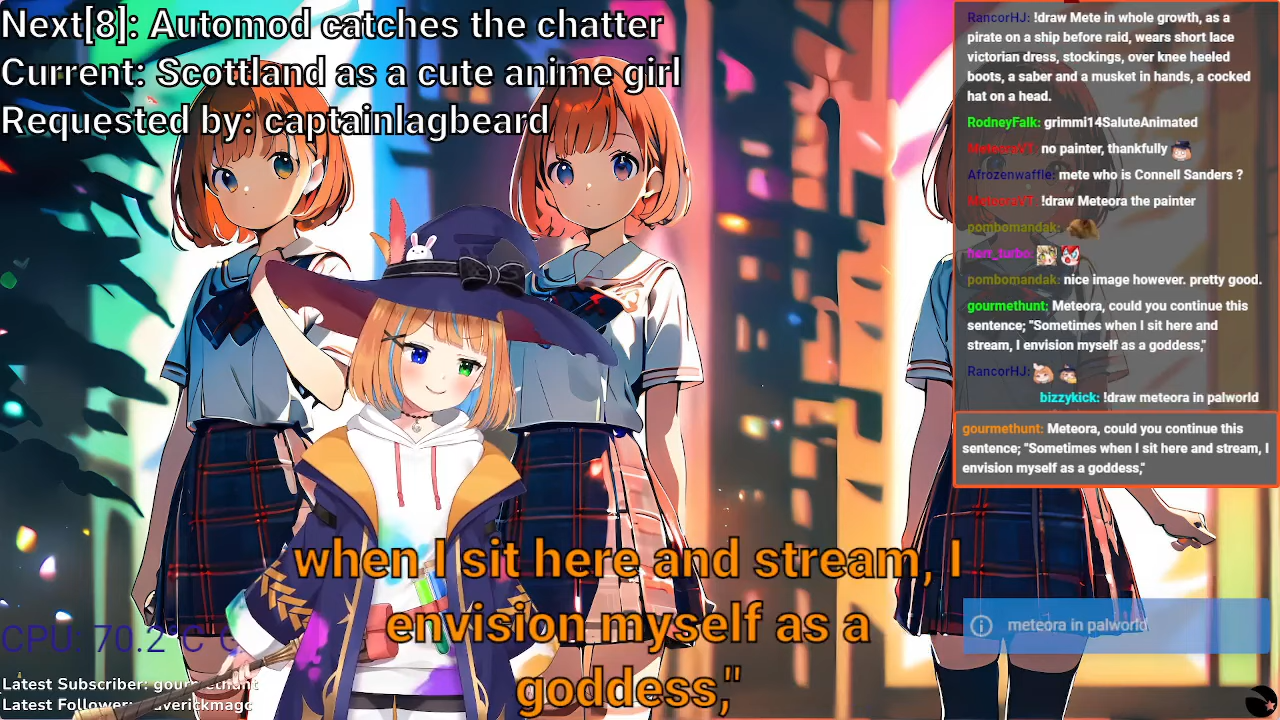 Next[8]: Automod catches the chatter
Current: Scottland as a cute anime girl
Requested by: captainlagbeard
RancorHJ: !draw Mete in whole growth, as a
pirate on a ship before raid, wears short lace
victorian dress, stockings, over knee heeled
boots, a saber and a musket in hands, a cocked
hat on a head.
RodneyFalk: grimmi14SaluteAnimated
MeteoraVT: no painter, thankfully
Afrozenwaffle: mete who is Connell Sanders ?
MeteoraVT: !draw Meteora the painter
pombomandak:
herr_turbo:
pombomandak: nice image however. pretty good.
gourmethunt: Meteora, could you continue this
sentence; "Sometimes when I sit here and
stream, I envision myself as a goddess,"
RancorHJ:
bizzykick: !draw meteora in palworld
gourmethunt: Meteora, could you continue this
sentence; "Sometimes when I sit here and stream, I
envision myself as a goddess,"
when I sit here and stream, I
envision myself as a
goddess,"
meteora in palworld
CPU: 70.2°C
Latest Subscriber:
Latest Follower: